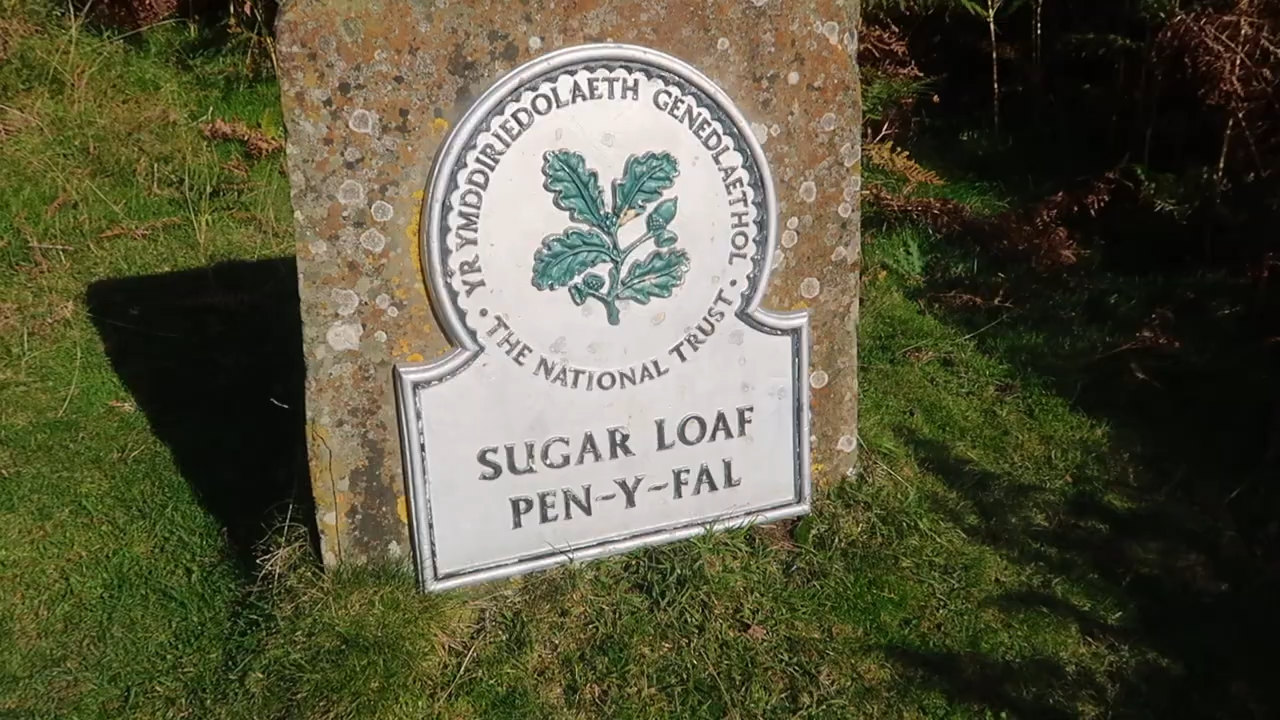 YR YMDDIRIEDOLAETH GENEDLAETHOL
· THE NATIONAL TRUST ·
SUGAR LOAF
PEN-Y-FAL